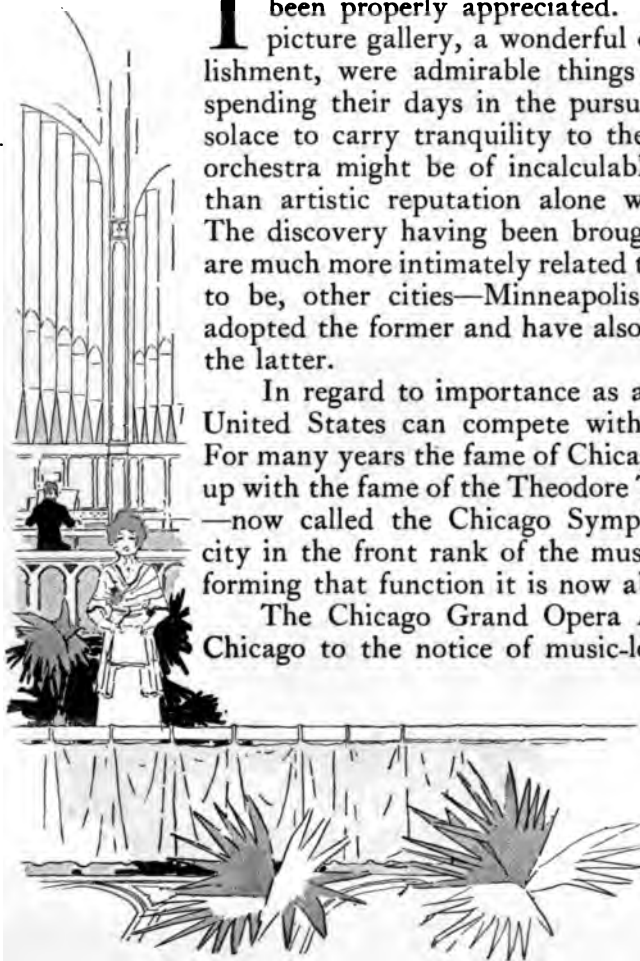 been properly appreciated.
picture gallery, a wonderful
lishment, were admirable things
spending their days in the pursu
solace to carry tranquility to the
orchestra might be of incalculabl
than artistic reputation alone w
The discovery having been broug
are much more intimately related t
to be, other cities—Minneapolis
adopted the former and have also
the latter.
In regard to importance as a
United States can compete with
For many years the fame of Chica
up with the fame of the Theodore T
—now called the Chicago Symp
city in the front rank of the mus
forming that function it is now a
The Chicago Grand Opera
Chicago to the notice of music-l